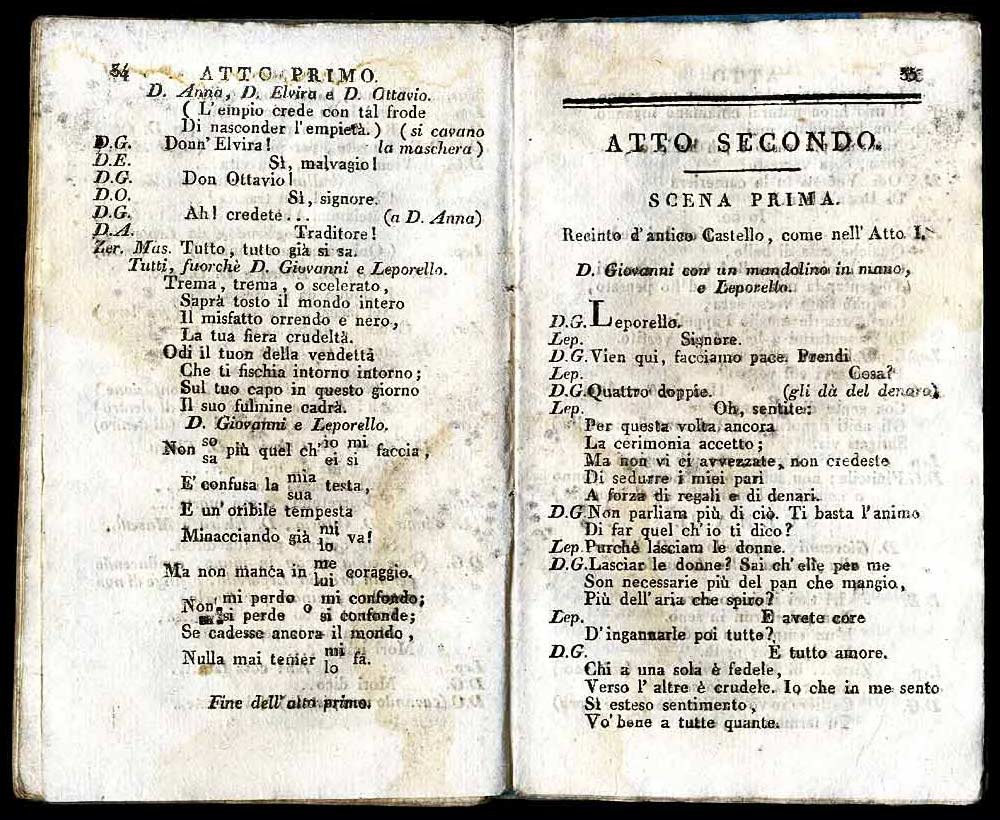 34 ATTO PRIMO.
D. Anna, D. Elvira e D. Ottavio.
( L'empio crede con tal frode
Di nasconder l'empietà. ) ( si cavano
D.G. Donn' Elvira ! la maschera )
D.E. Sì, malvagio !
D.G. Don Ottavio !
D.O. Sì, signore.
D.G. Ah ! credete . . . (a D. Anna)
D.A. Traditore !
Zer. Mas. Tutto, tutto già si sa.
Tutti, fuorchè D. Giovanni e Leporello.
Trema, trema, o scelerato,
Saprà tosto il mondo intero
Il misfatto orrendo e nero,
La tua fiera crudeltà.
Odi il tuon della vendetta
Che ti fischia intorno intorno ;
Sul tuo capo in questo giorno
Il suo fulmine cadrà.
D. Giovanni e Leporello.
so 'io mi
Non più quel ch' faccia,
sa ei si
mia
E' confusa la testa,
sua
E un' oribile tempesta
mi
Minacciando già va !
lo
me
Ma non manca in coraggio.
lui
mi perdo mi confondo ;
Non o
si perde si confonde ;
Se cadesse ancora il mondo,
mi
Nulla mai temer fa.
lo
Fine dell' atto primo.
35
ATTO SECONDO.
SCENA PRIMA.
Recinto d'antico Castello, come nell' Atto I.
D. Giovanni con un mandolino in mano,
e Leporello.
D.G. Leporello.
Lep. Signore.
D.G. Vien qui, facciamo pace. Prendi
Lep. Cosa?
D.G. Quattro doppie. (gli dà del denaro)
Lep. Oh, sentite:
Per questa volta ancora
La cerimonia accetto ;
Ma non vi ci avvezzate, non credeste
Di sedurre i miei pari
A forza di regali e di denari.
D.G. Non parliam più di ciò. Ti basta l'animo
Di far quel ch'io ti dico?
Lep. Purchè lasciam le donne.
D.G. Lasciar le donne? Sai ch'elle per me
Son necessarie più del pan che mangio,
Più dell'aria che spiro?
Lep. E avete core
D'ingannarle poi tutte?
D.G. E tutto amore.
Chi a una sola è fedele,
Verso l'altre è crudele. Io che in me sento
Sì esteso sentimento,
Vo' bene a tutte quante.